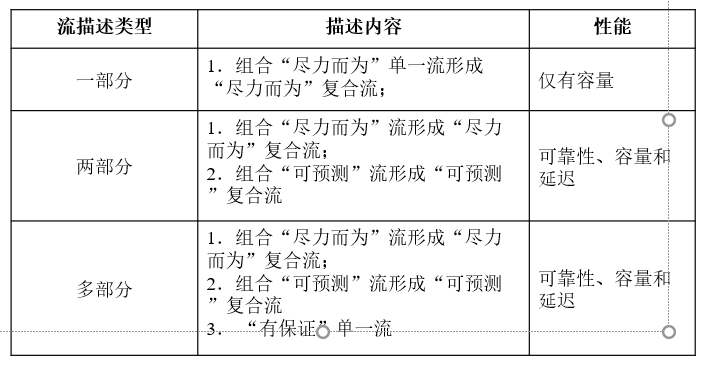 流描述类型 描述内容 性能
一部分
1．组合“尽力而为”单一流形成
“尽力而为”复合流；
仅有容量
两部分
1．组合“尽力而为”流形成“尽力
而为”复合流；
2．组合“可预测”流形成“可预测
”复合流
可靠性、容量和
延迟
多部分
1．组合“尽力而为”流形成“尽力
而为”复合流；
2．组合“可预测”流形成“可预测
”复合流
3． “有保证”单一流
可靠性、容量和
延迟